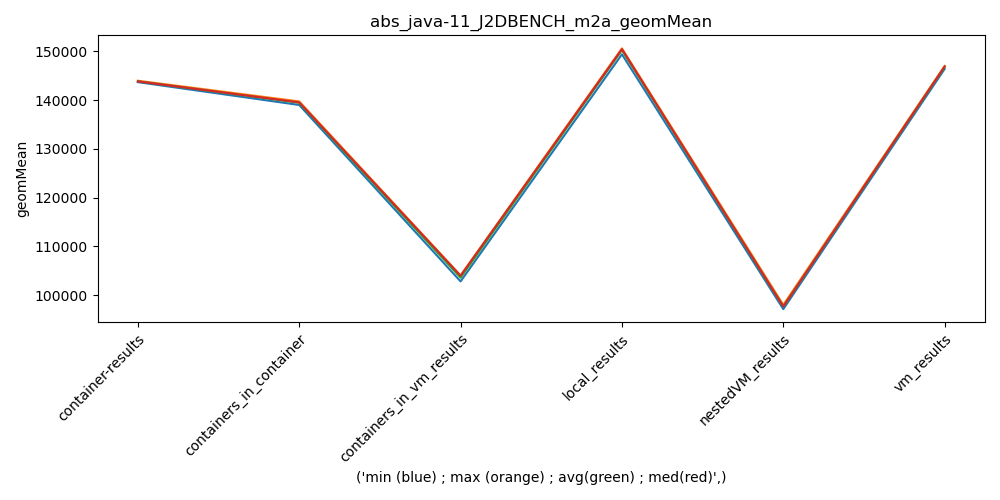 abs_java-11_J2DBENCH_m2a_geomMean
geomMean
150000
140000
130000
120000
110000
100000
container-results
containers_in_container
containers_in_vm_results
local_results
nestedVM_results
vm_results
('min (blue) ; max (orange) ; avg(green) ; med(red)',)